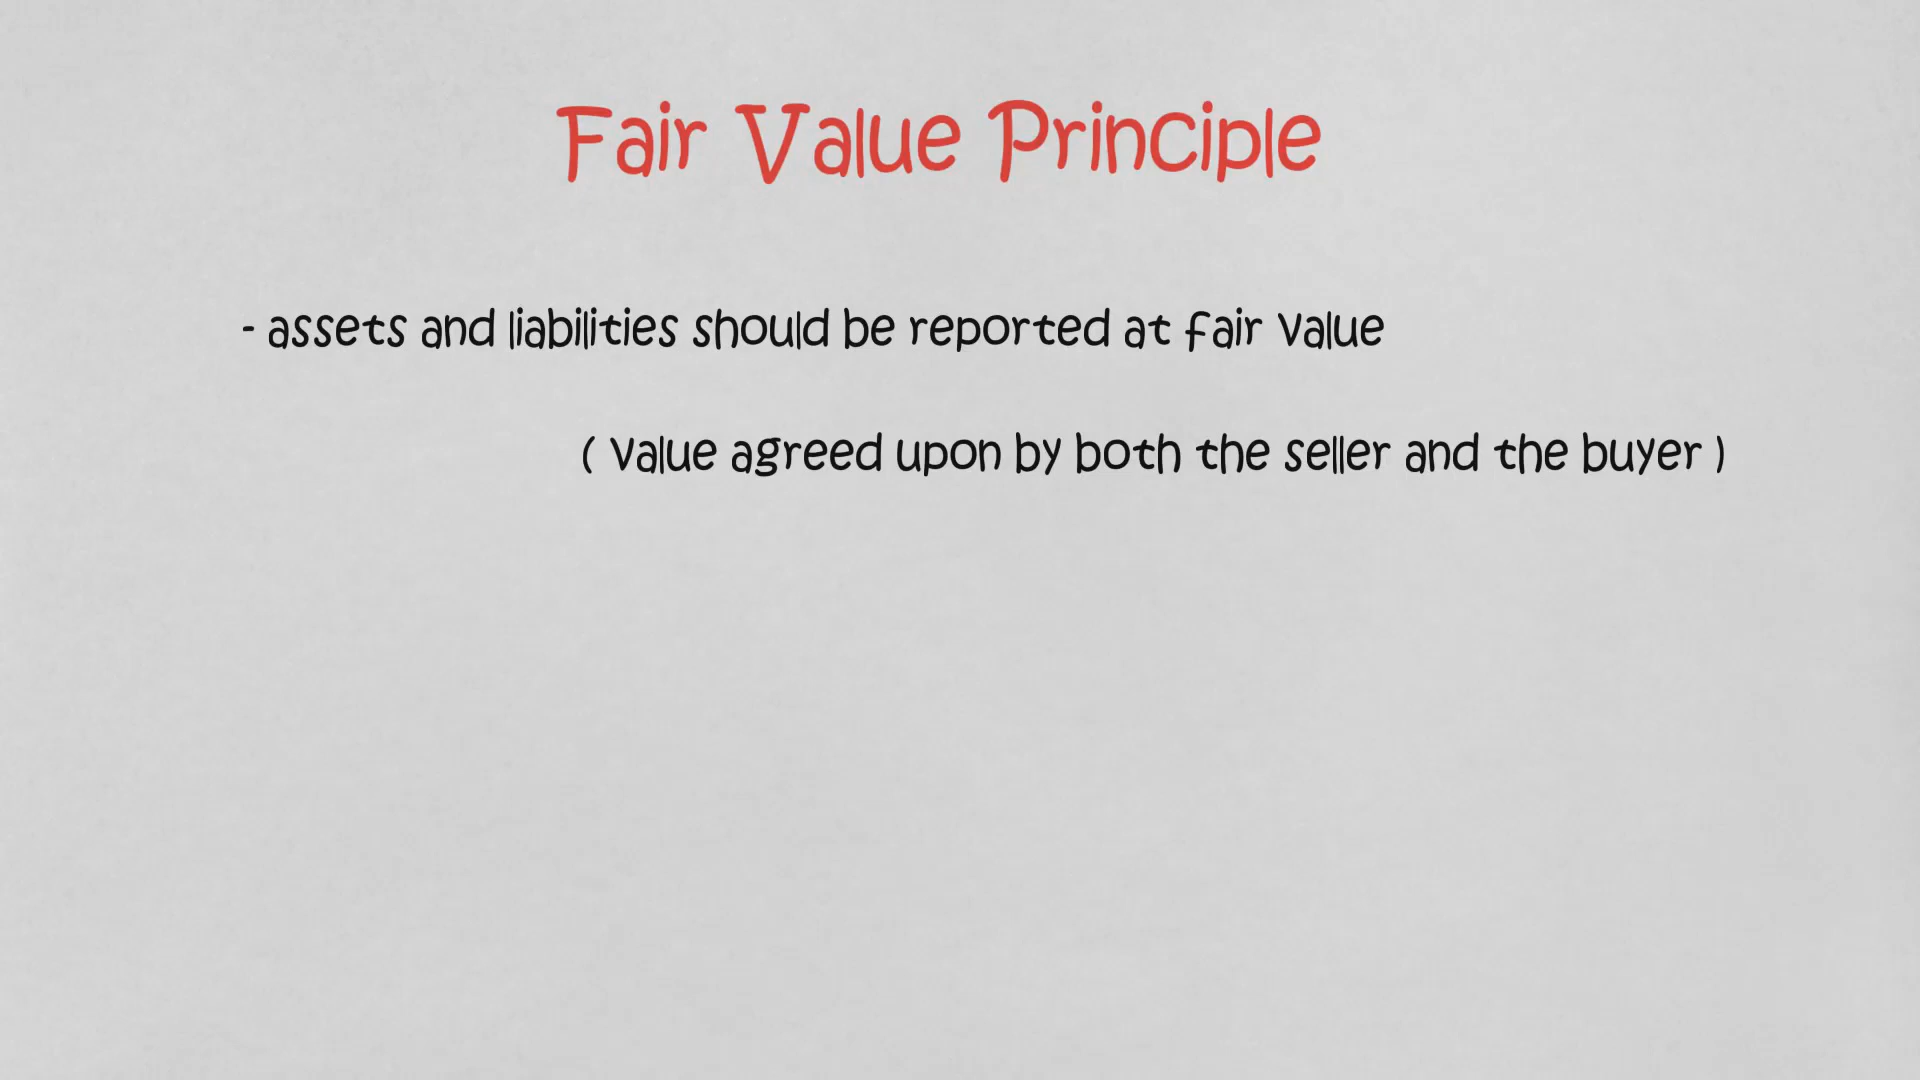 Fair Value Principle
- assets and liabilities should be reported at fair value
( value agreed upon by both the seller and the buyer )